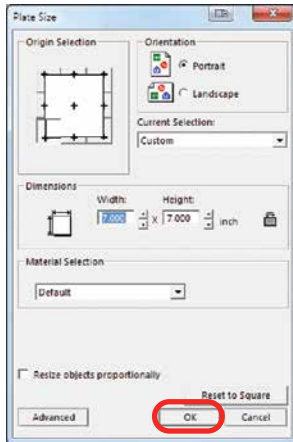 Plate Size
Origin Selection
Orientation
Portrait
Landscape
Current Selection:
Custom
Dimensions
Width:
Height:
7.000 x 7.000 inch
Material Selection
Default
Resize objects proportionally
Reset to Square
Advanced
OK
Cancel